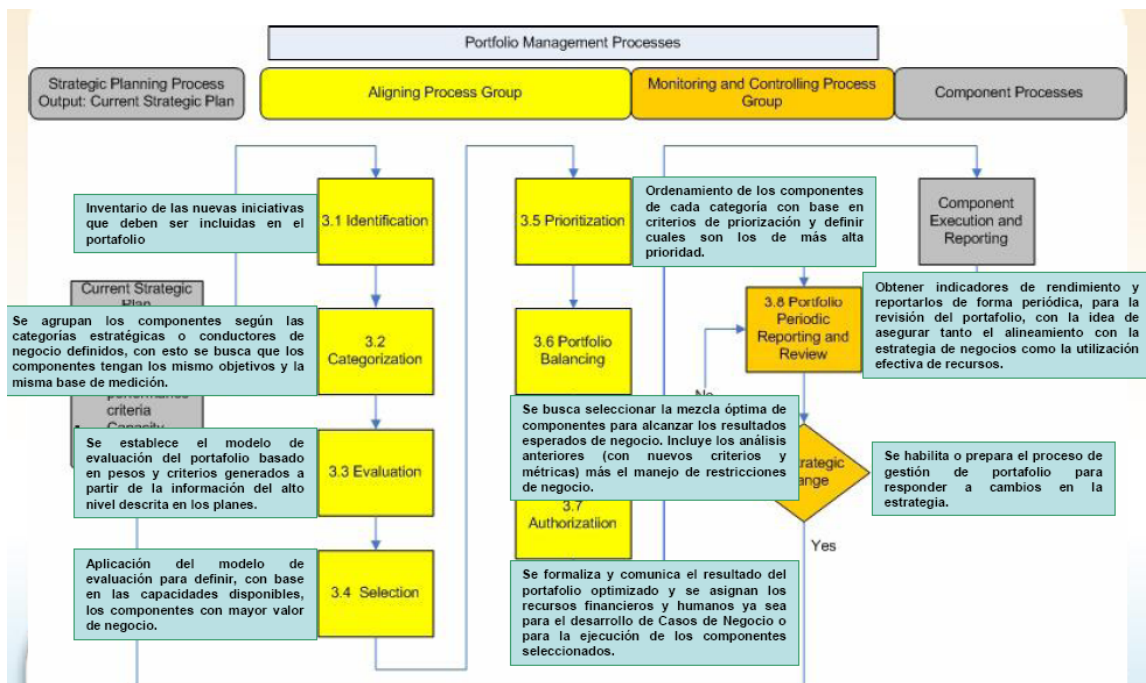 Portfolio Management Processes
Strategic Planning Process
Output: Current Strategic Plan
Aligning Process Group
Monitoring and Controlling Process
Group
Component Processes
Inventario de las nuevas iniciativas
que deben ser incluidas en el
portafolio
3.1 Identification
3.5 Prioritization
Ordenamiento de los componentes
de cada categoría con base en
criterios de priorización y definir
cuales son los de más alta
prioridad.
Component
Execution and
Reporting
Current Strategic
Plan
Se agrupan los componentes según las
categorías estratégicas o conductores de
negocio definidos, con esto se busca que los
componentes tengan los mismo objetivos y la
misma base de medición.
3.2
Categorization
3.6 Portfolio
Balancing
3.8 Portfolio
Periodic
Reporting and
Review
Obtener indicadores de rendimiento y
reportarlos de forma periódica, para la
revisión del portafolio, con la idea de
asegurar tanto el alineamiento con la
estrategia de negocios como la utilización
efectiva de recursos.
No
performance
criteria
Capacity
Se establece el modelo de
evaluación del portafolio basado
en pesos y criterios generados a
partir de la información del alto
nivel descrita en los planes.
3.3 Evaluation
Se busca seleccionar la mezcla óptima de
componentes para alcanzar los resultados
esperados de negocio. Incluye los análisis
anteriores (con nuevos criterios y
métricas) más el manejo de restricciones
de negocio.
3.7
Authorizatiion
Se habilita o prepara el proceso de
gestión de portafolio para
responder a cambios en la
estrategia.
Yes
Aplicación del modelo de
evaluación para definir, con base
en las capacidades disponibles,
los componentes con mayor valor
de negocio.
3.4 Selection
Se formaliza y comunica el resultado del
portafolio optimizado y se asignan los
recursos financieros y humanos ya sea
para el desarrollo de Casos de Negocio o
para la ejecución de los componentes
seleccionados.